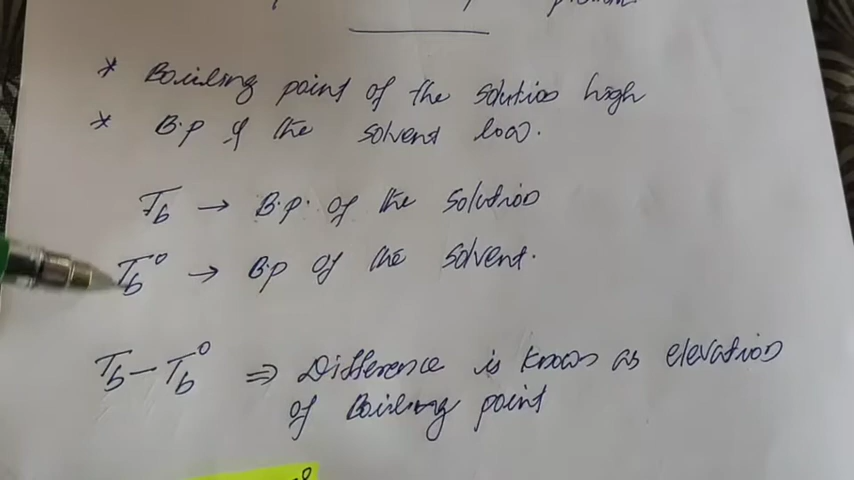 * Boiling point of the solution high
* B.p of the solvent low.
Tb → B.p. of the solution
Tb° → B.p of the solvent.
Tb - Tb° ⇒ Difference is known as elevation
of Boiling point